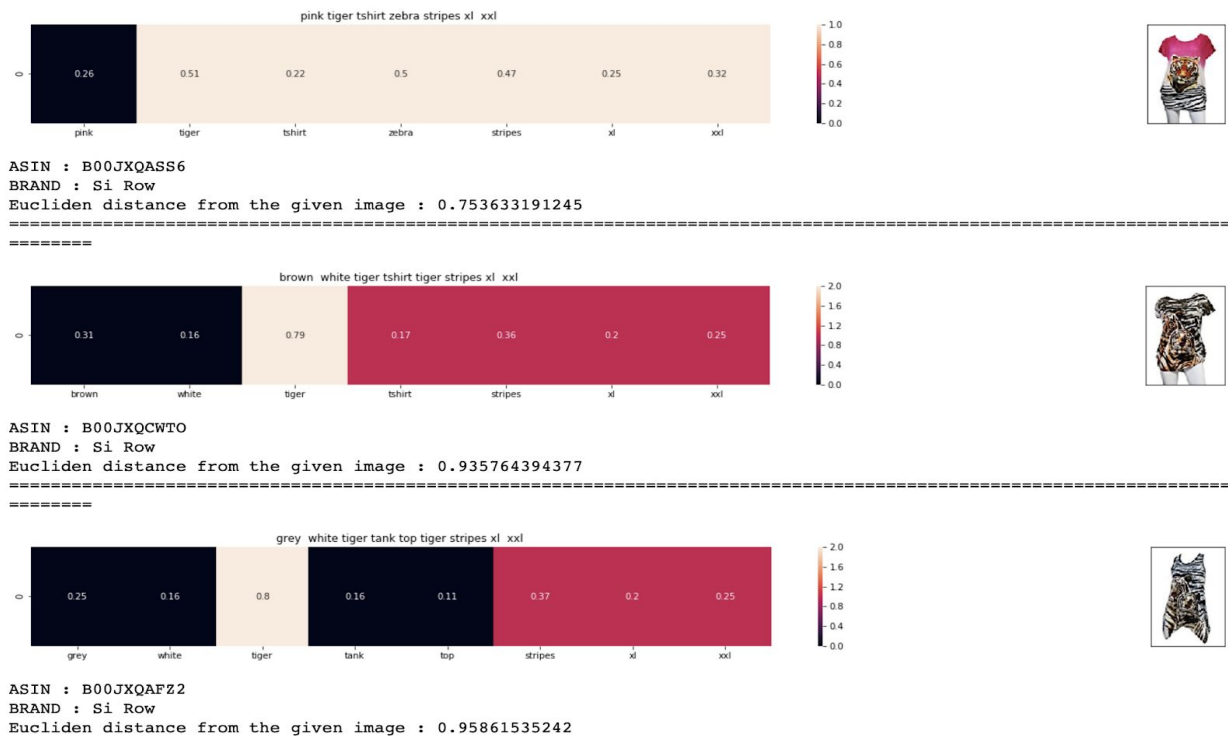 pink tiger tshirt zebra stripes xl  xxl
1.0
0.8
0.6
0.4
0.2
0.0
0
0.26 0.51 0.22 0.5 0.47 0.25 0.32
pink tiger tshirt zebra stripes xl xxl
ASIN : B00JXQASS6
BRAND : Si Row
Eucliden distance from the given image : 0.753633191245
=====================================================================================================================
========
brown  white tiger tshirt tiger stripes xl  xxl
2.0
1.6
1.2
0.8
0.4
0.0
0
0.31 0.16 0.79 0.17 0.36 0.2 0.25
brown white tiger tshirt stripes xl xxl
ASIN : B00JXQCWTO
BRAND : Si Row
Eucliden distance from the given image : 0.935764394377
=====================================================================================================================
========
grey  white tiger tank top tiger stripes xl  xxl
2.0
1.6
1.2
0.8
0.4
0.0
0
0.25 0.16 0.8 0.16 0.11 0.37 0.2 0.25
grey white tiger tank top stripes xl xxl
ASIN : B00JXQAFZ2
BRAND : Si Row
Eucliden distance from the given image : 0.95861535242